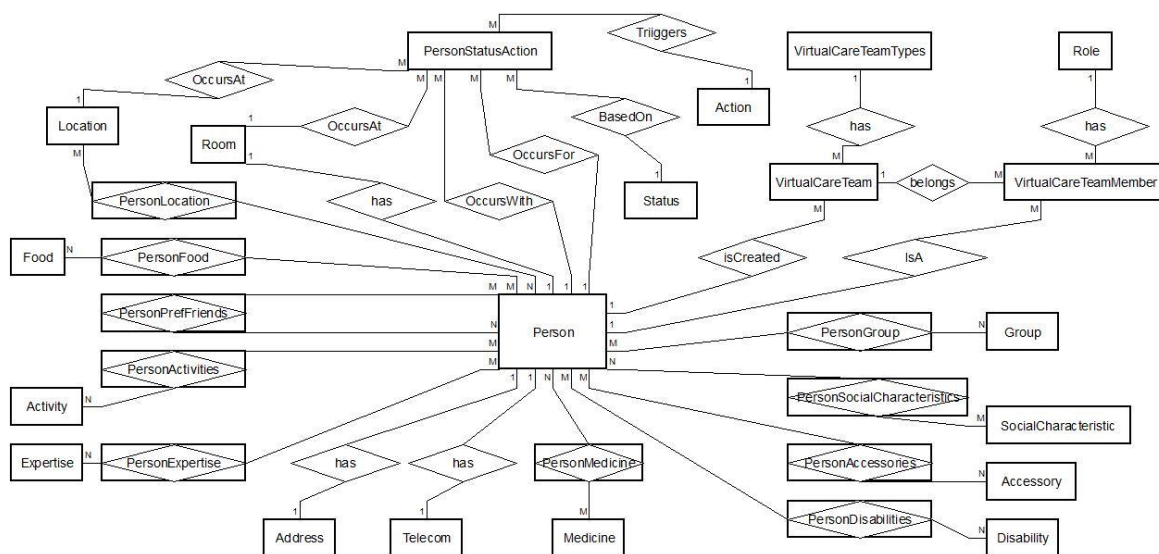 M
Triiggers
PersonStatusAction
VirtualCareTeamTypes
Role
M
OccursAt
M M M M
1
1
1
1
Action
1
Location
BasedOn
1
OccursAt
has
has
Room
M
M
OccursFor
M
M
1
has
1
VirtualCareTeam
1
belongs
M
VirtualCareTeamMember
PersonLocation
OccursWith
Status
M
M
Food
N
PersonFood
isCreated
IsA
M M N 1 1 1
PersonPrefFriends
1
Person
N
1
PersonGroup
N
Group
M
M
PersonActivities
M
N
1 1 N M M
PersonSocialCharacteristics
Activity
N
M
SocialCharacteristic
Expertise
N
PersonExpertise
has
has
PersonMedicine
PersonAccessories
N
Accessory
1
1
M
PersonDisabilities
N
Address
Telecom
Medicine
Disability